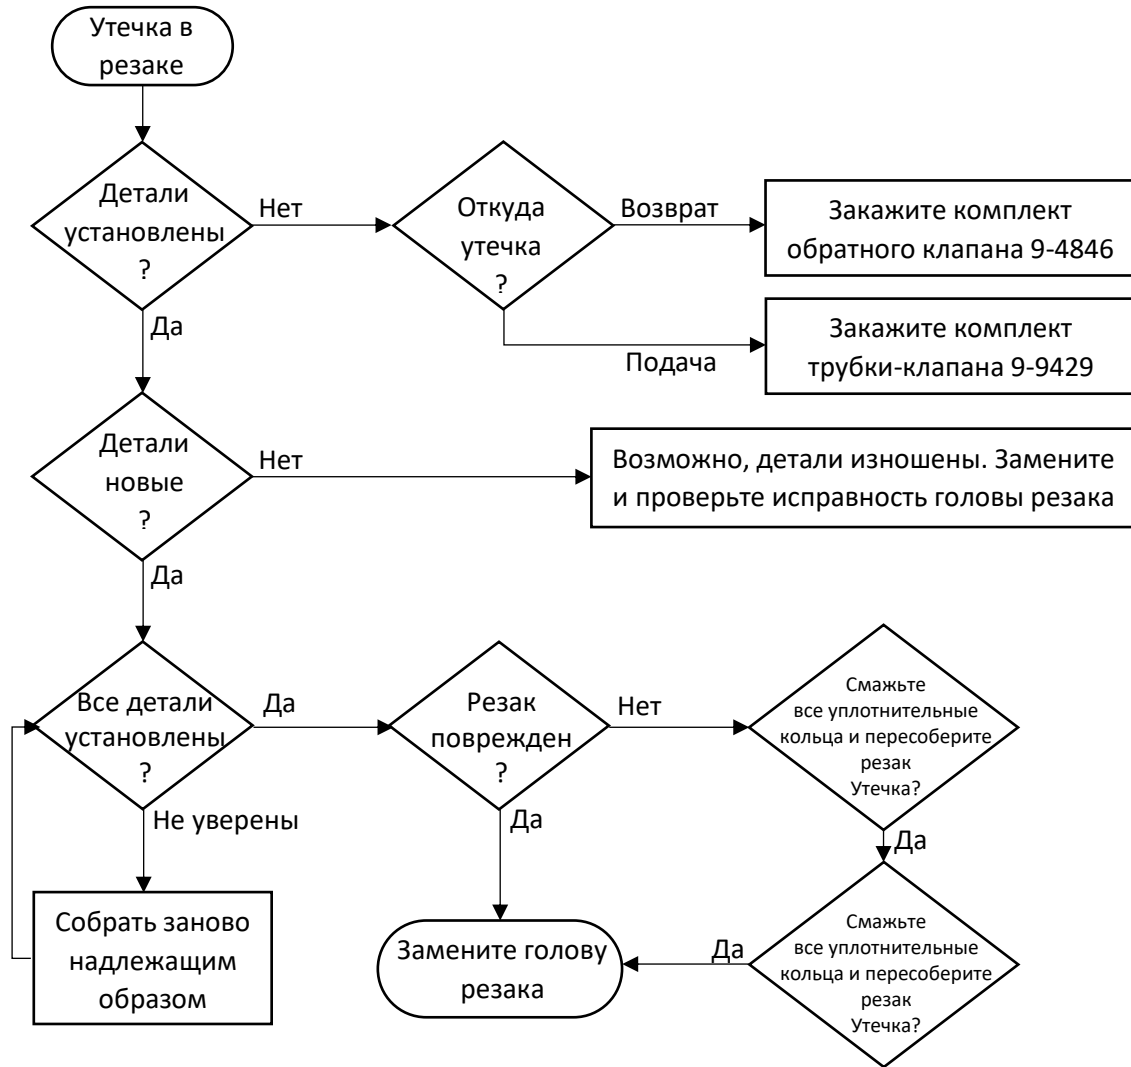 Утечка в
резаке
Детали
установлены
?
Нет
Откуда
утечка
?
Возврат
Закажите комплект
обратного клапана 9-4846
Да
Подача
Закажите комплект
трубки-клапана 9-9429
Детали
новые
?
Нет
Возможно, детали изношены. Замените
и проверьте исправность головы резака
Да
Все детали
установлены
?
Да
Резак
поврежден
?
Нет
Смажьте
все уплотнительные
кольца и пересоберите
резак
Утечка?
Не уверены
Да
Да
Собрать заново
надлежащим
образом
Замените голову
резака
Да
Смажьте
все уплотнительные
кольца и пересоберите
резак
Утечка?